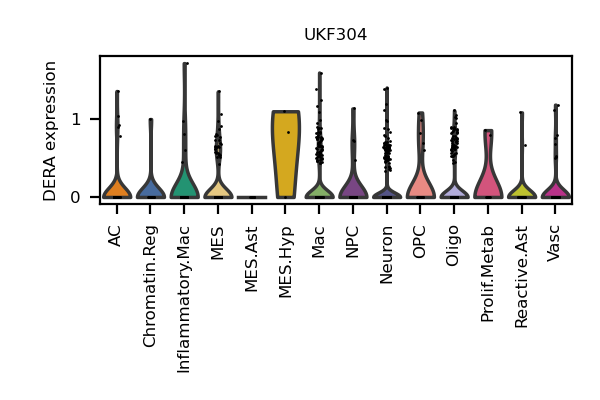 UKF304
DERA expression
1
0
AC
Chromatin.Reg
Inflammatory.Mac
MES
MES.Ast
MES.Hyp
Mac
NPC
Neuron
OPC
Oligo
Prolif.Metab
Reactive.Ast
Vasc